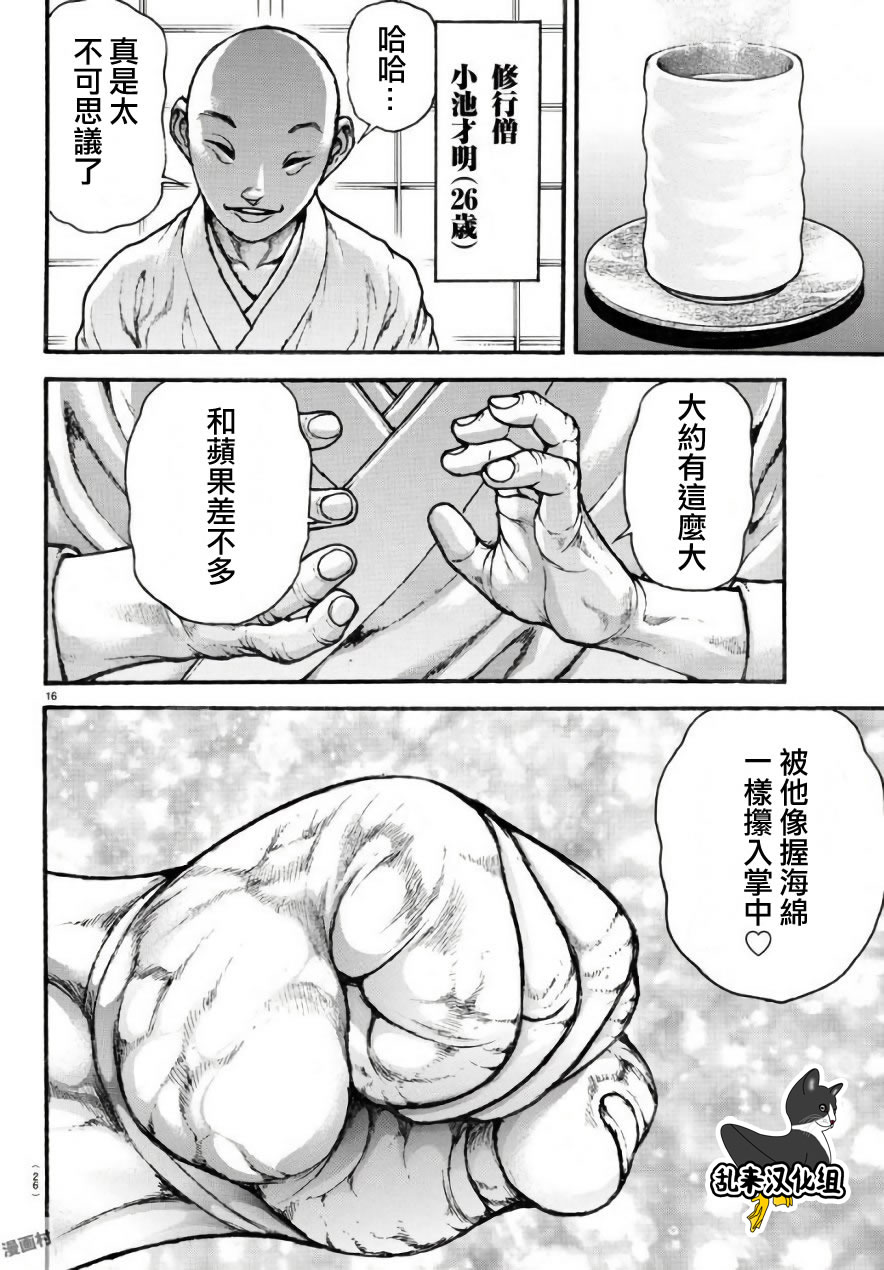 修行僧
小池才明(26歳)
哈哈…
真是太
不可思議了
大約有這麼大
和蘋果差不多
16
被他像握海綿
一樣攥入掌中♡
(26)
乱来汉化组
漫画村